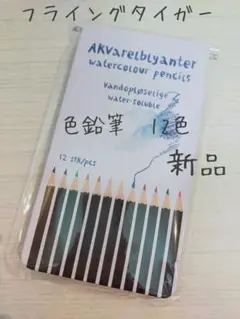 フライングタイガー
AKvarelblyanter
watercolour pencils
Vandopløselige
water-soluble
色鉛筆 12色
新品
12 STK/pcs